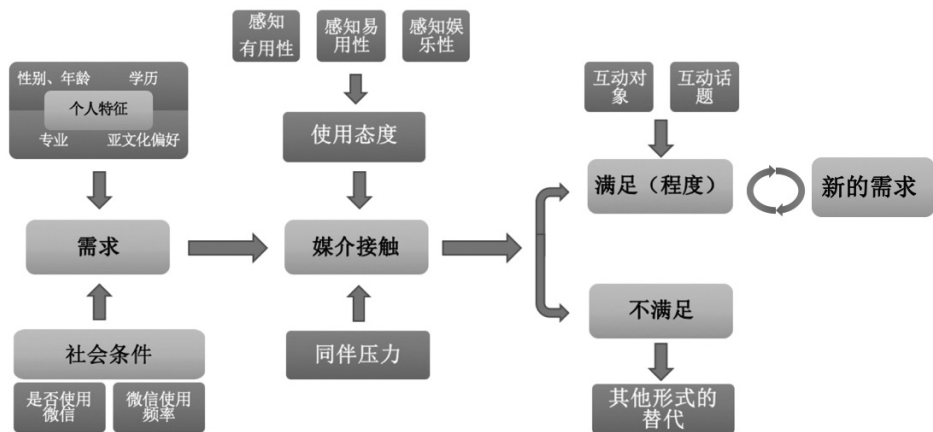 感知
有用性
感知易
用性
感知娱
乐性
性别、年龄
学历
个人特征
专业
亚文化偏好
使用态度
互动对
象
互动话
题
需求
媒介接触
满足（程度）
新的需求
社会条件
是否使用
微信
微信使用
频率
同伴压力
不满足
其他形式的
替代